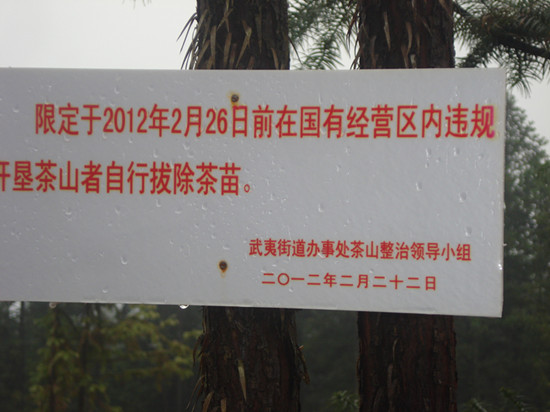 限定于2012年2月26日前在国有经营区内违规
开垦茶山者自行拔除茶苗。
武夷街道办事处茶山整治领导小组
二〇一二年二月二十二日